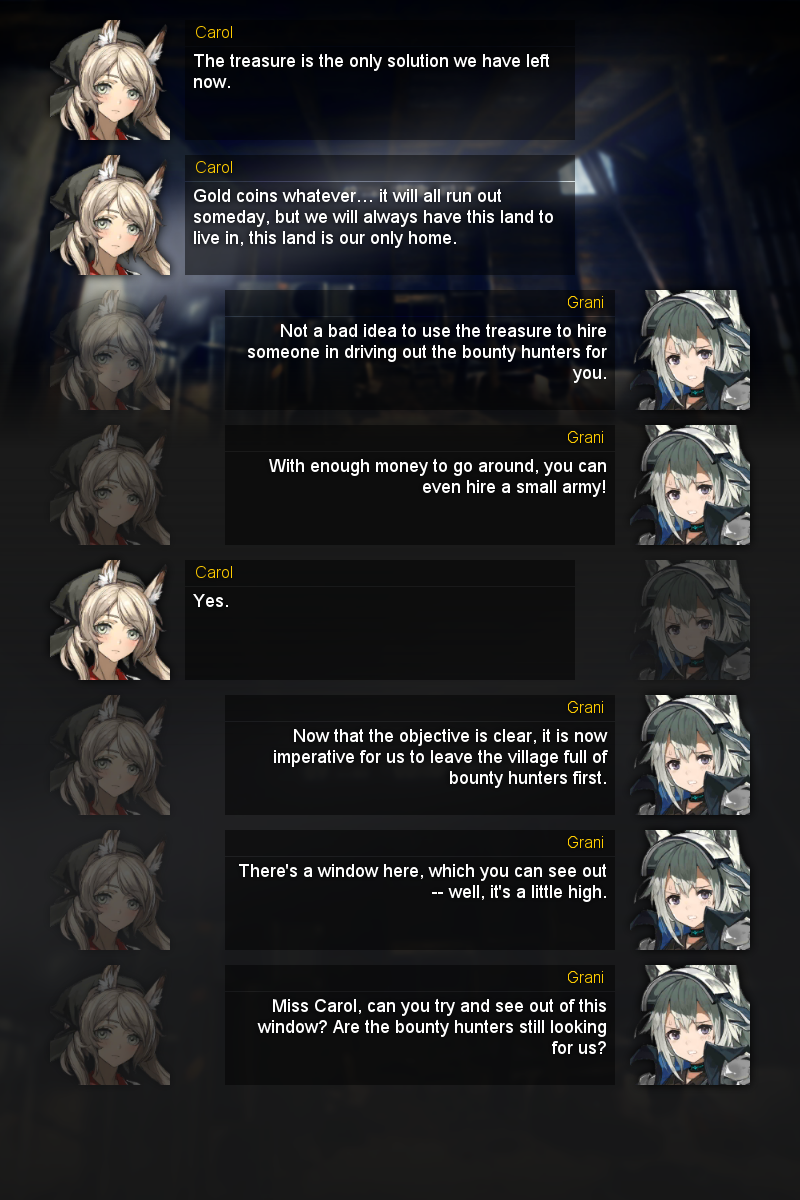 Carol
The treasure is the only solution we have left
now.
Carol
Gold coins whatever... it will all run out
someday, but we will always have this land to
live in, this land is our only home.
Grani
Not a bad idea to use the treasure to hire
someone in driving out the bounty hunters for
you.
Grani
With enough money to go around, you can
even hire a small army!
Carol
Yes.
Grani
Now that the objective is clear, it is now
imperative for us to leave the village full of
bounty hunters first.
Grani
There's a window here, which you can see out
-- well, it's a little high.
Grani
Miss Carol, can you try and see out of this
window? Are the bounty hunters still looking
for us?